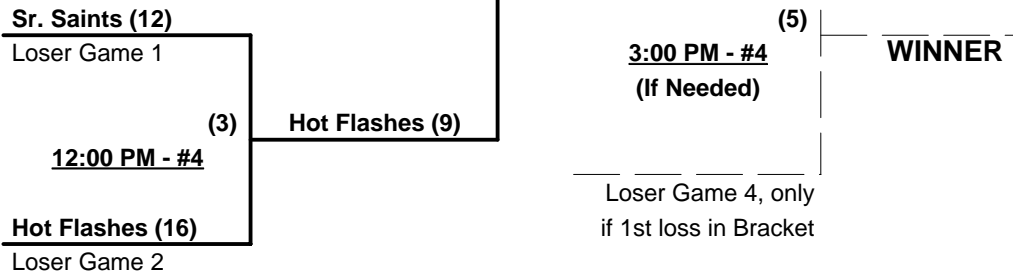 Sr. Saints (12)
Loser Game 1
(3)
12:00 PM - #4
Hot Flashes (9)
Hot Flashes (16)
Loser Game 2
(5)
3:00 PM - #4
(If Needed)
WINNER
Loser Game 4, only
if 1st loss in Bracket